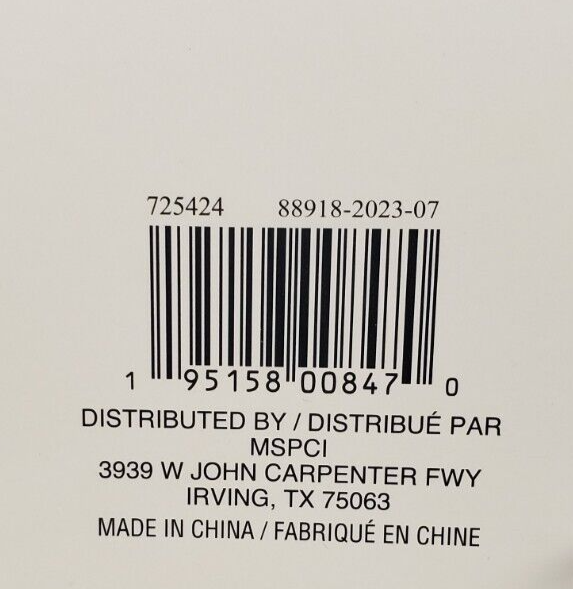 725424 88918-2023-07
1 95158 00847 0
DISTRIBUTED BY / DISTRIBUÉ PAR
MSPCI
3939 W JOHN CARPENTER FWY
IRVING, TX 75063
MADE IN CHINA / FABRIQUÉ EN CHINE